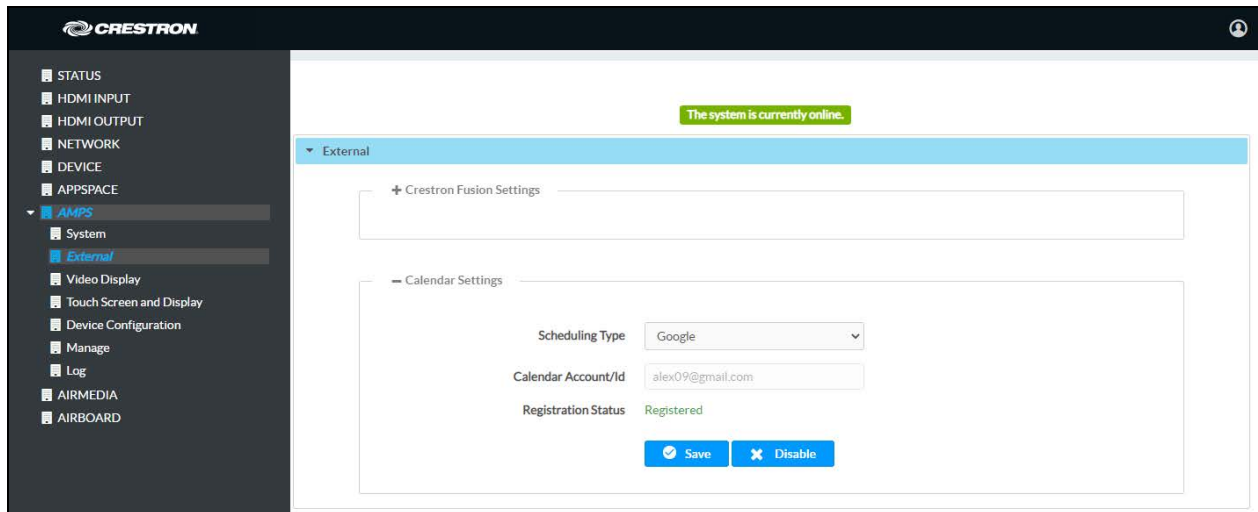 CRESTRON
STATUS
HDMI INPUT
HDMI OUTPUT
NETWORK
DEVICE
APPSPACE
AMPS
System
External
Video Display
Touch Screen and Display
Device Configuration
Manage
Log
AIRMEDIA
AIRBOARD
The system is currently online.
External
Crestron Fusion Settings
Calendar Settings
Scheduling Type Google
Calendar Account/Id alex09@gmail.com
Registration Status Registered
Save Disable